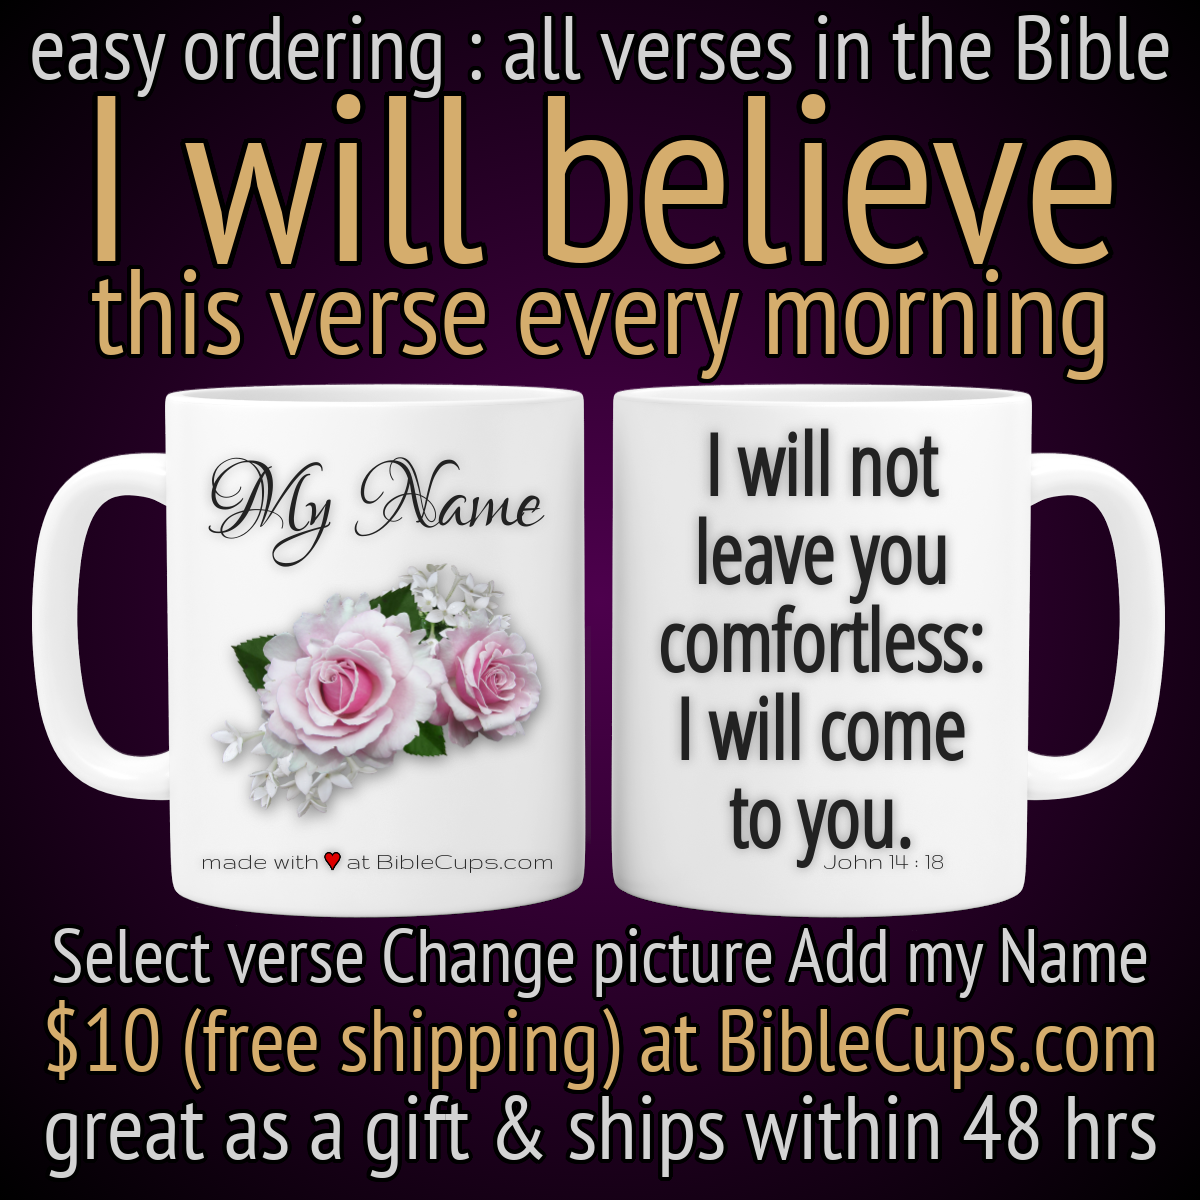 easy ordering : all verses in the Bible
I will believe
this verse every morning
My Name
made with ♥ at BibleCups.com
I will not
leave you
comfortless:
I will come
to you.
John 14 : 18
Select verse Change picture Add my Name
$10 (free shipping) at BibleCups.com
great as a gift & ships within 48 hrs